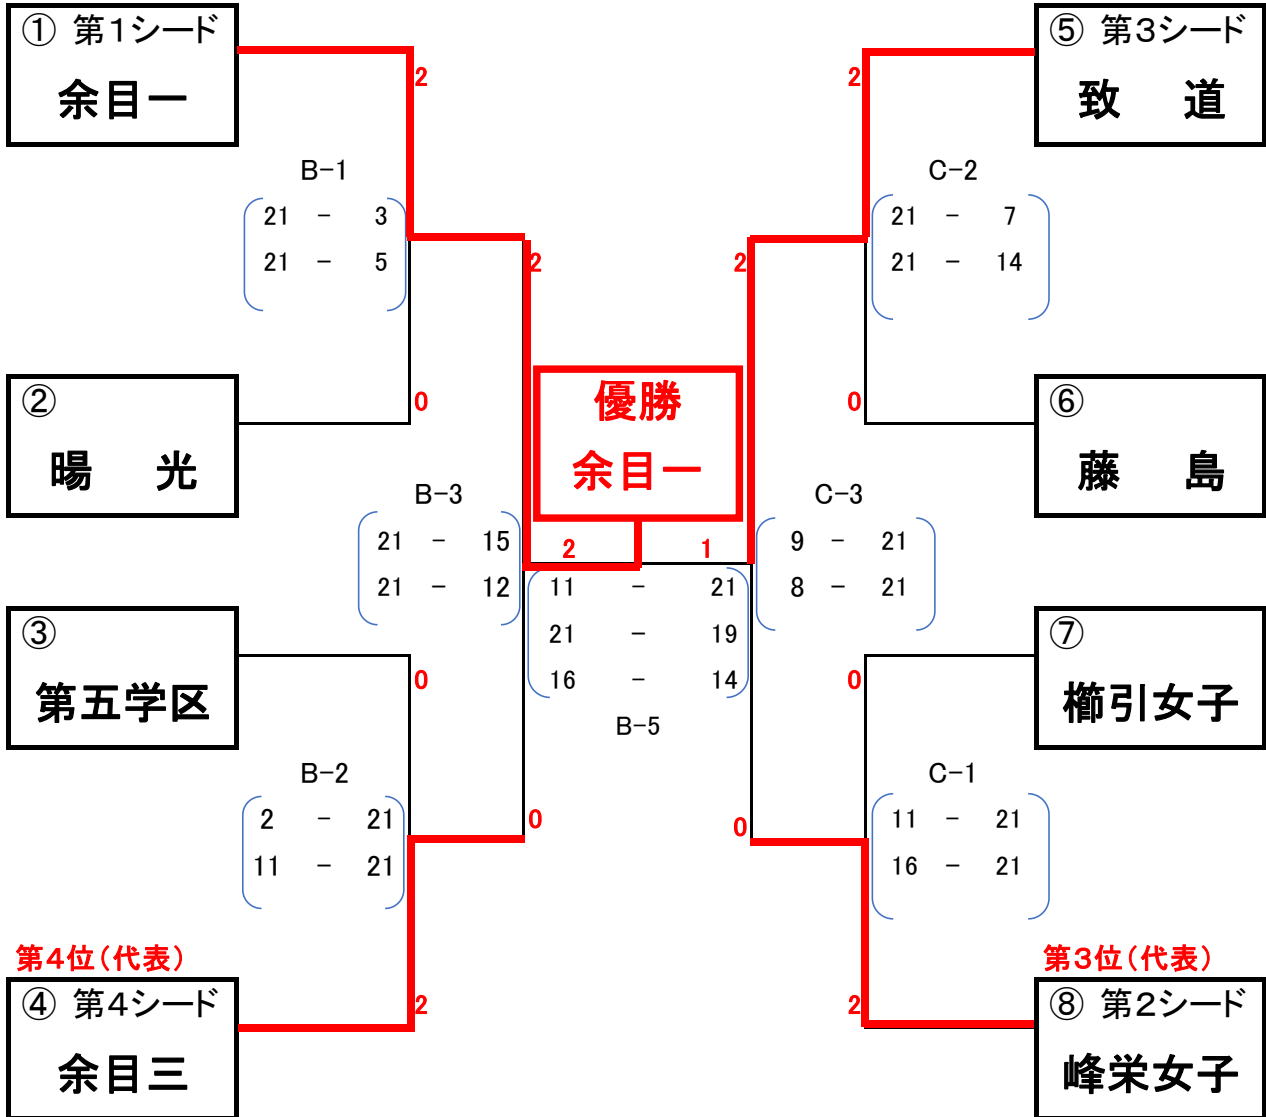 ① 第１シード
余目一
⑤ 第３シード
致　道
2
2
B-1
21 - 3
21 - 5
C-2
21 - 7
21 - 14
2
2
②
暘　光
0
優勝
余目一
0
⑥
藤　島
B-3
21 - 15
21 - 12
C-3
9 - 21
8 - 21
2
1
11 - 21
21 - 19
16 - 14
B-5
③
第五学区
0
0
⑦
櫛引女子
B-2
2 - 21
11 - 21
C-1
11 - 21
16 - 21
0
0
第４位（代表）
④ 第４シード
余目三
2
2
第３位（代表）
⑧ 第２シード
峰栄女子